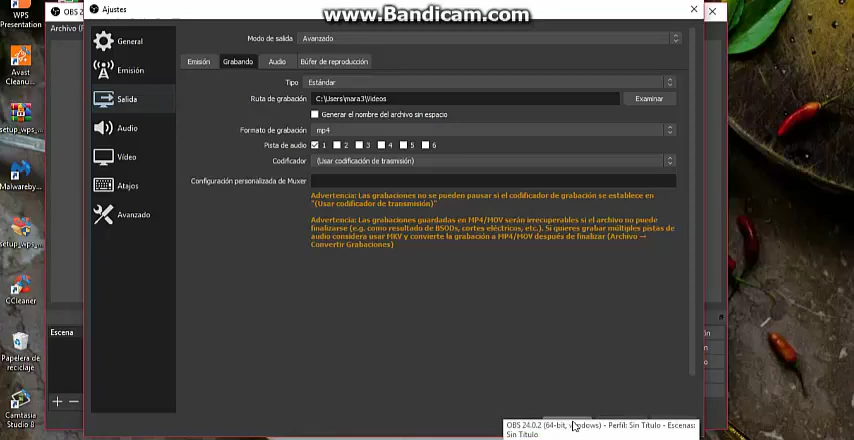 www.Bandicam.com
WPS
Presentation
Avast
Cleanu...
setup_wps_...
Malwareby...
setup_wps_...
CCleaner
Papelera de
reciclaje
Camtasia
Studio 8
OBS 2
Archivo (F
Escena
Ajustes
General
Emisión
Salida
Audio
Vídeo
Atajos
Avanzado
Modo de salida Avanzado
Emisión Grabando Audio Búfer de reproducción
Tipo Estándar
Ruta de grabación C:\Users\mara3\Videos Examinar
Generar el nombre del archivo sin espacio
Formato de grabación mp4
Pista de audio 1 2 3 4 5 6
Codificador (Usar codificación de trasmisión)
Configuración personalizada de Muxer
Advertencia: Las grabaciones no se pueden pausar si el codificador de grabación se establece en
"(Usar codificador de transmisión)"
Advertencia: Las grabaciones guardadas en MP4/MOV serán irrecuperables si el archivo no puede
finalizarse (e.g. como resultado de BSODs, cortes eléctricos, etc.). Si quieres grabar múltiples pistas de
audio considera usar MKV y convierte la grabación a MP4/MOV después de finalizar (Archivo →
Convertir Grabaciones)
OBS 24.0.2 (64-bit, windows) - Perfil: Sin Título - Escenas:
Sin Título